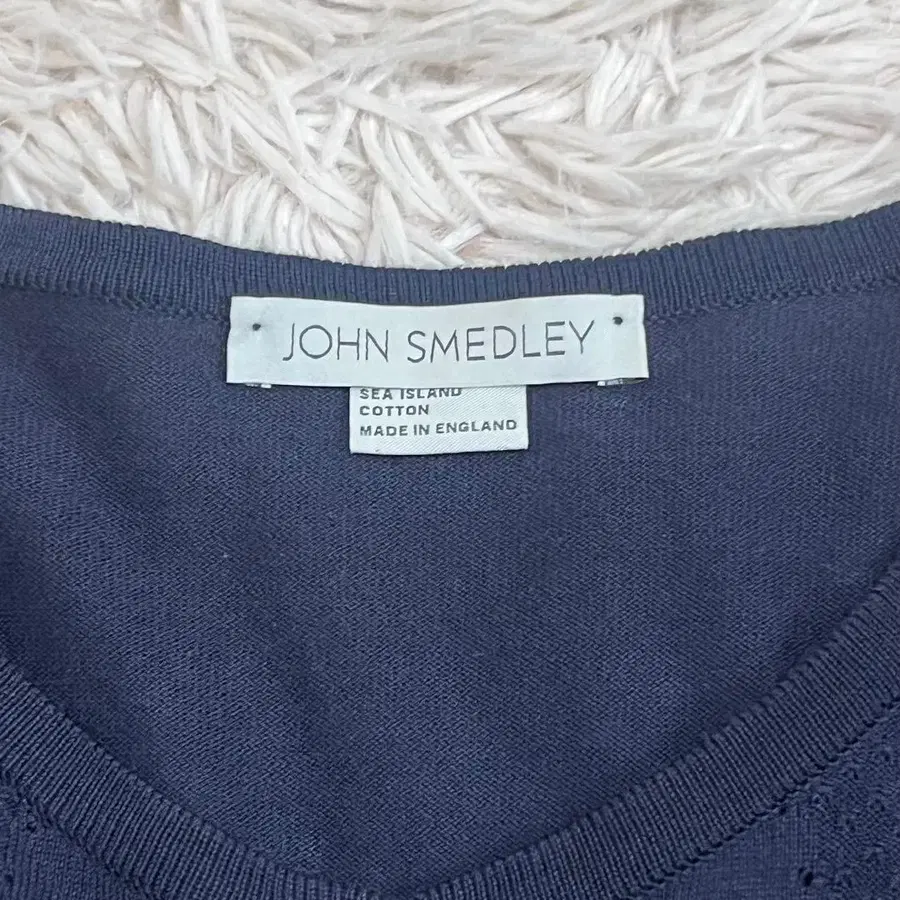 JOHN SMEDLEY
SEA ISLAND
COTTON
MADE IN ENGLAND